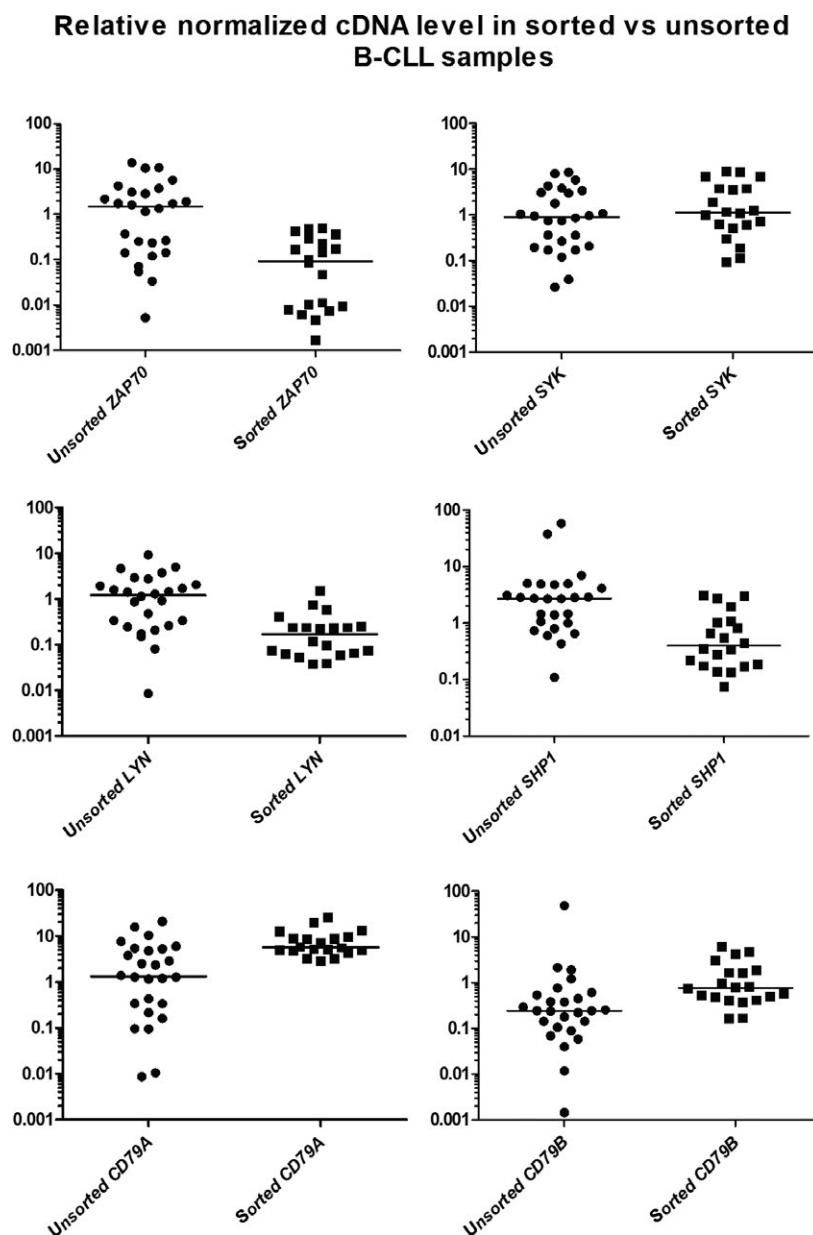 Relative normalized cDNA level in sorted vs unsorted
B-CLL samples
100
10
1
0.1
0.01
0.001
Unsorted ZAP70
Sorted ZAP70
100
10
1
0.1
0.01
0.001
Unsorted SYK
Sorted SYK
100
10
1
0.1
0.01
0.001
Unsorted LYN
Sorted LYN
100
10
1
0.1
0.01
Unsorted SHP1
Sorted SHP1
100
10
1
0.1
0.01
0.001
Unsorted CD79A
Sorted CD79A
100
10
1
0.1
0.01
0.001
Unsorted CD79B
Sorted CD79B